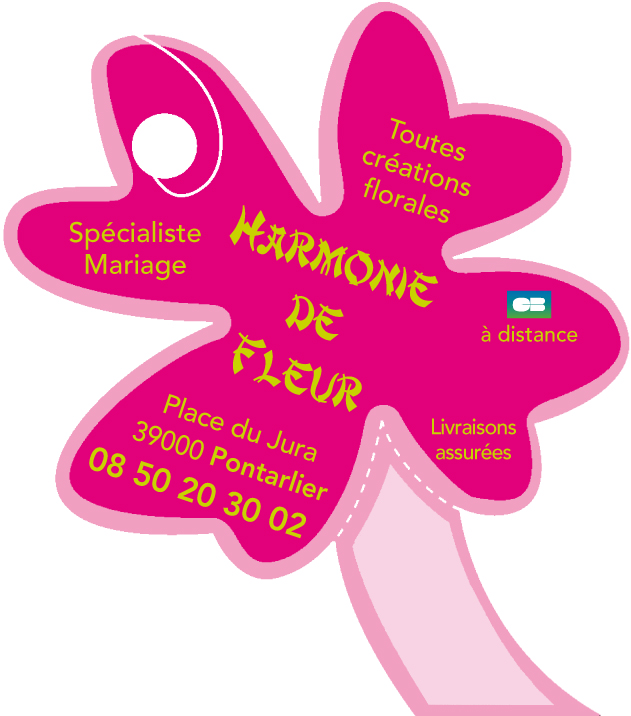 Toutes
créations
florales
Spécialiste
Mariage
HARMONIE
DE
FLEUR
CB
à distance
Livraisons
assurées
Place du Jura
39000 Pontarlier
08 50 20 30 02